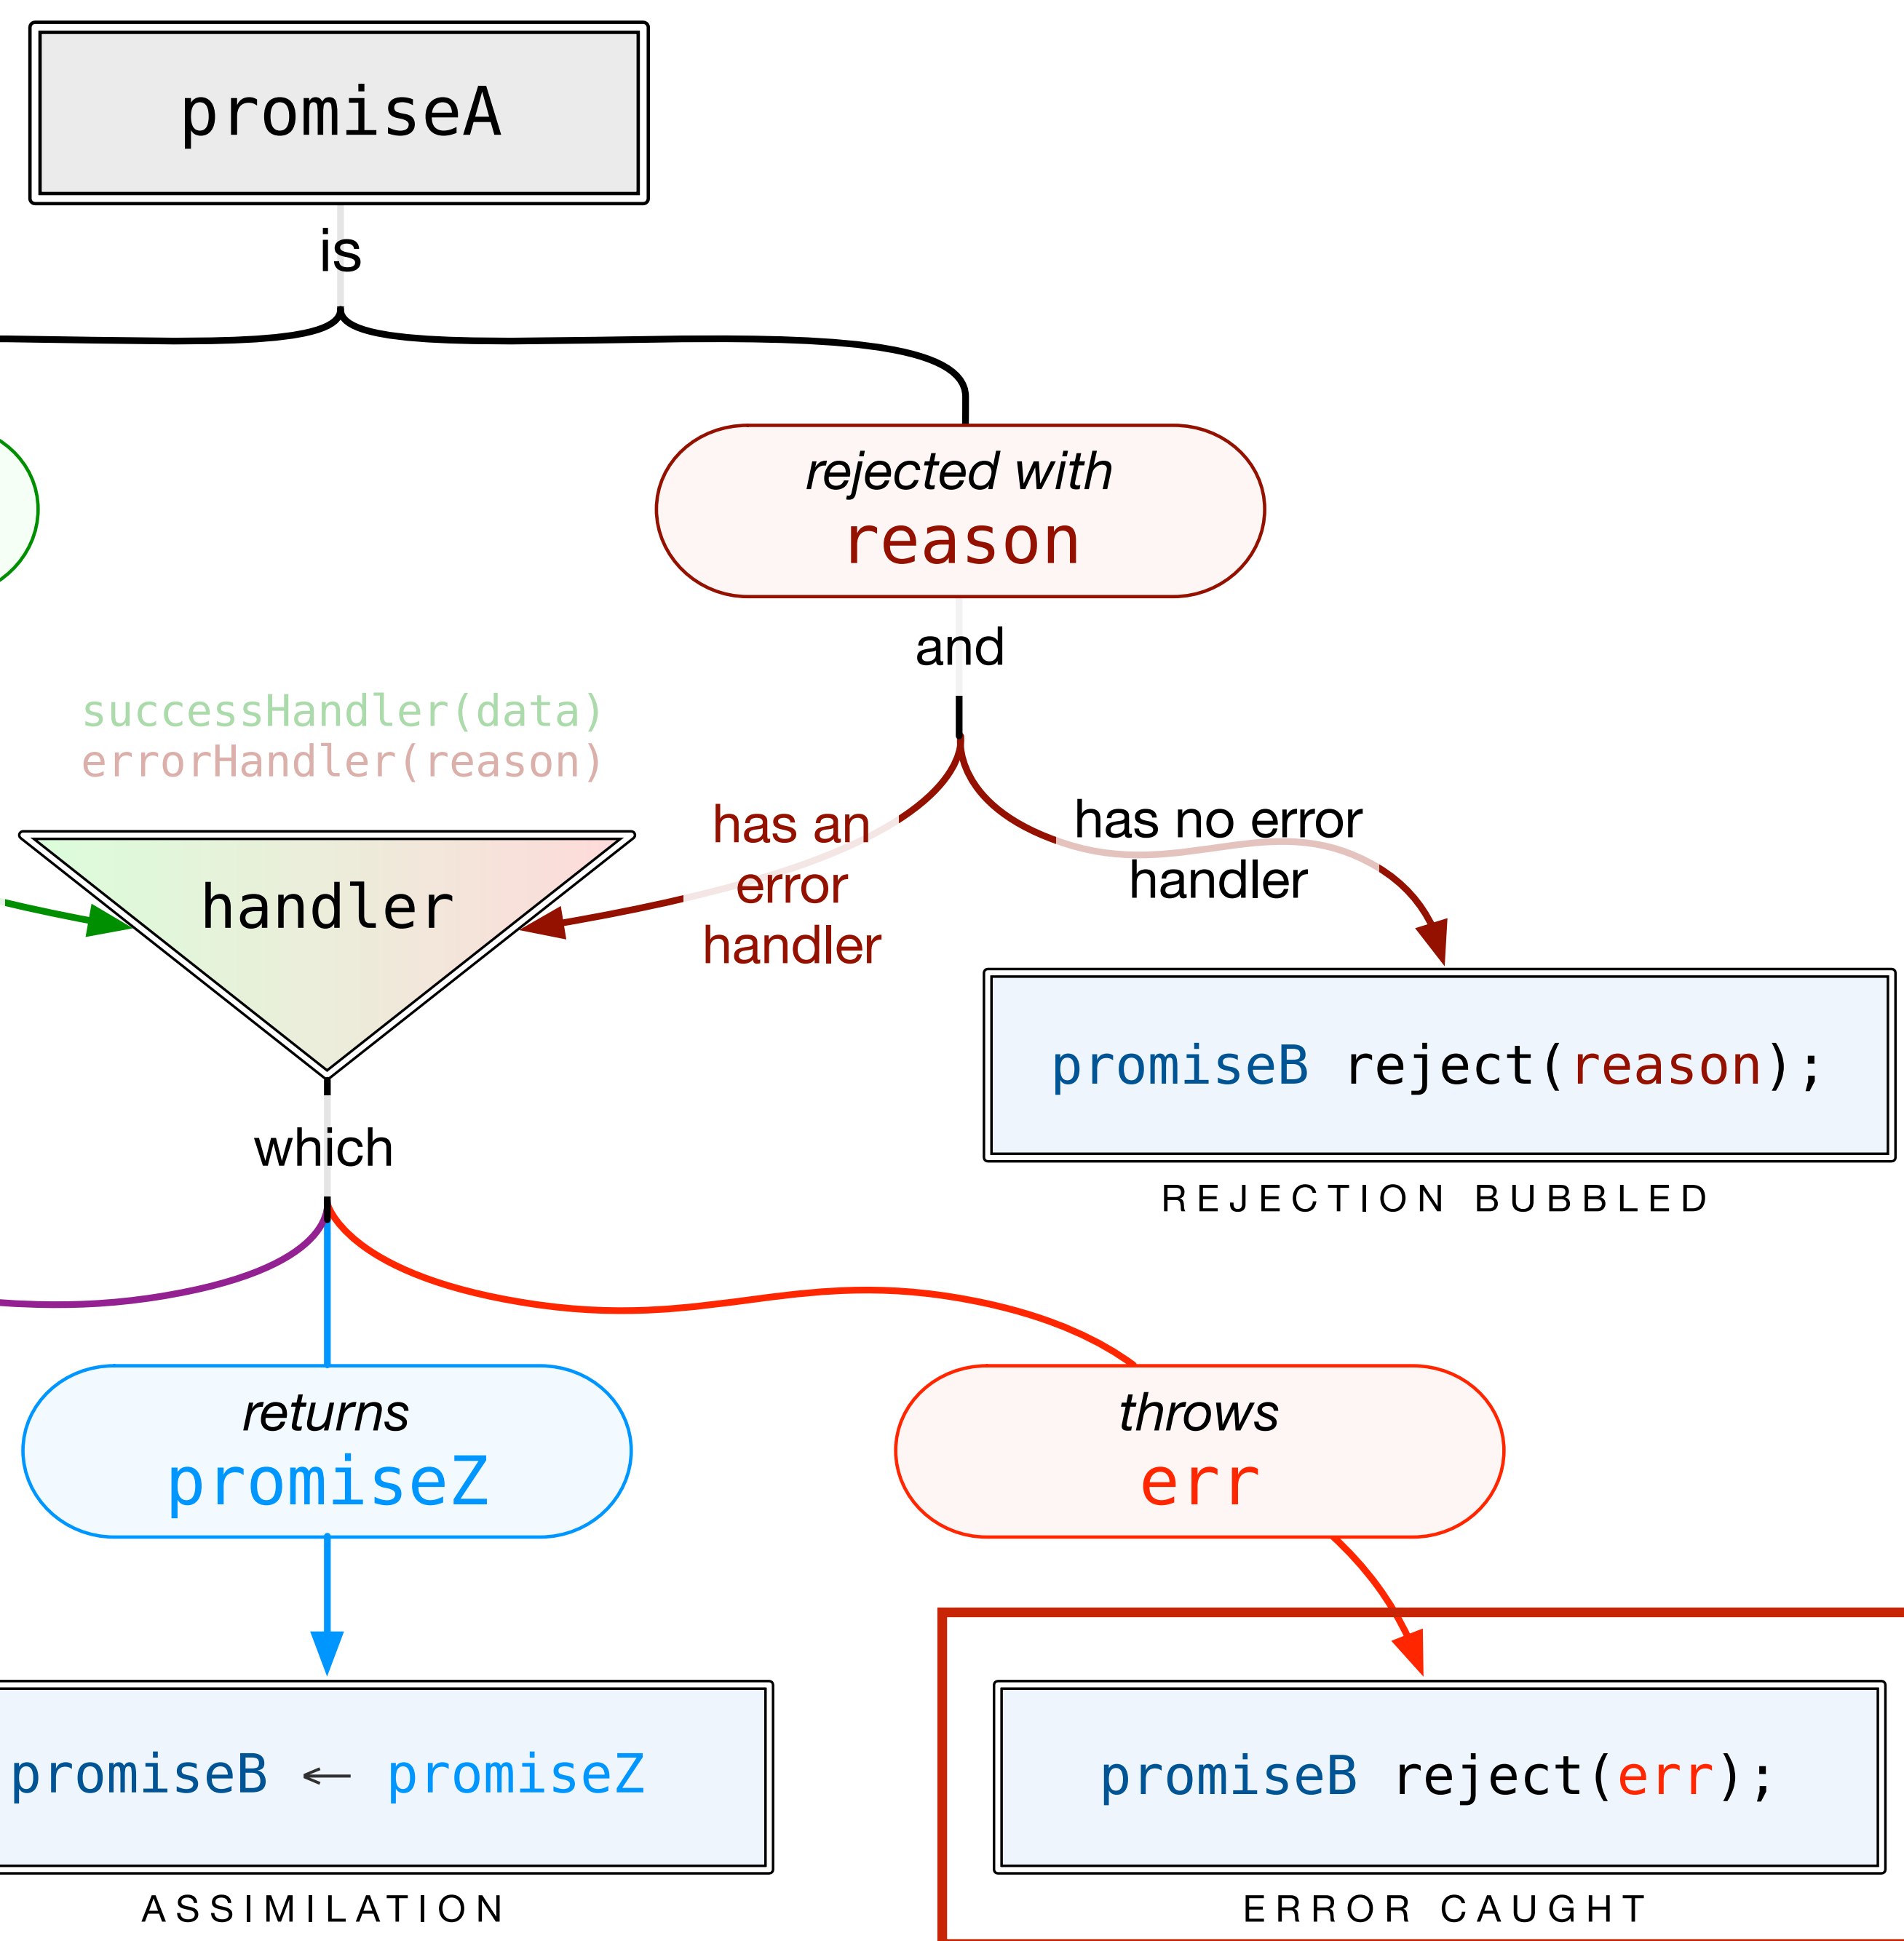 promiseA
is
rejected with
reason
and
successHandler(data)
errorHandler(reason)
has an
error
handler
has no error
handler
handler
promiseB reject(reason);
REJECTION BUBBLED
which
returns
promiseZ
throws
err
promiseB ← promiseZ
ASSIMILATION
promiseB reject(err);
ERROR CAUGHT